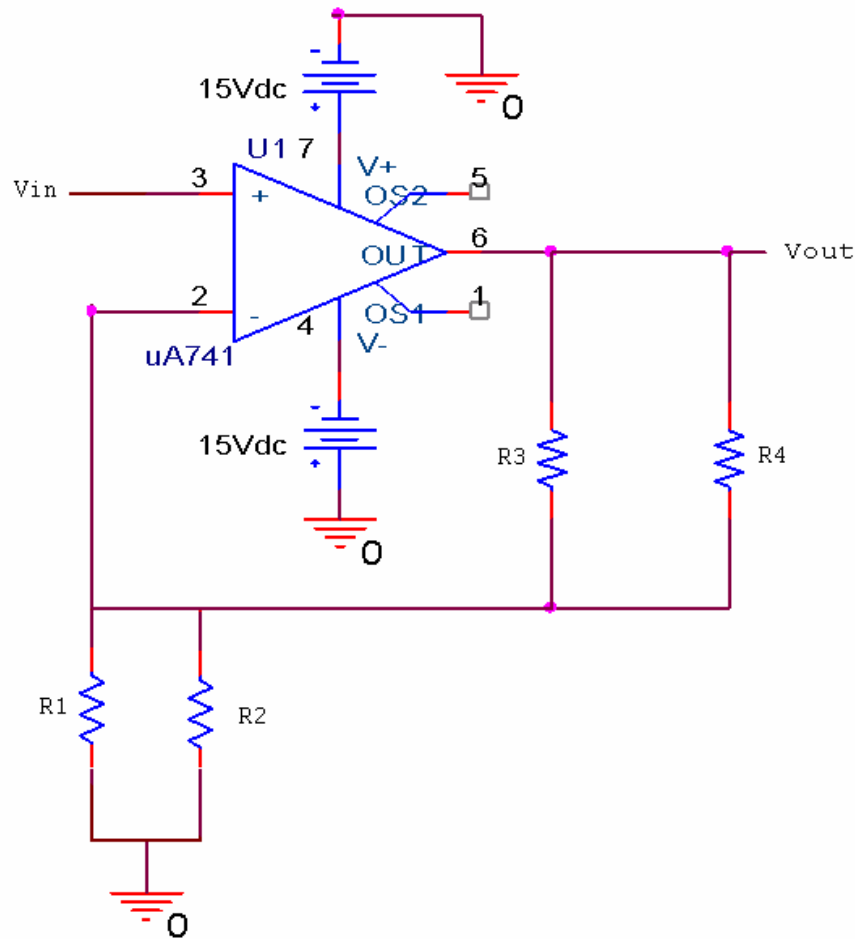 -
15Vdc
+
0
U1 7
V+
5
3
OS2
Vin
+
6
OUT
Vout
2
1
-
OS1
4
V-
uA741
-
15Vdc
+
R3
R4
0
R1
R2
0